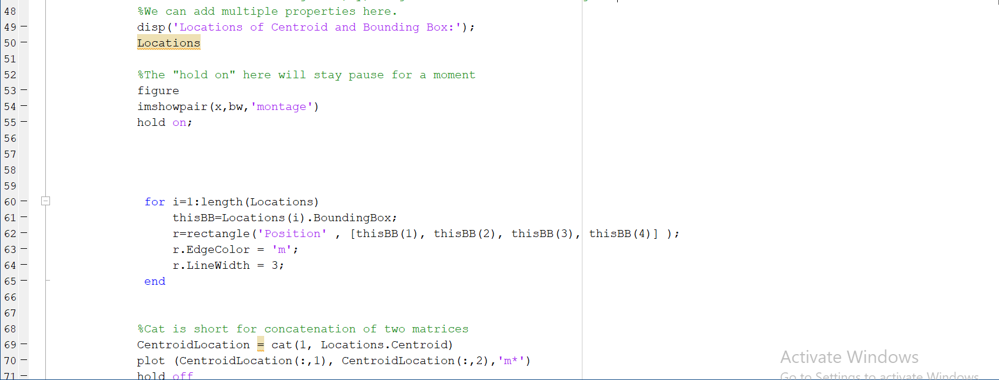 48 %We can add multiple properties here.
49 disp('Locations of Centroid and Bounding Box:');
50 Locations
51
52 %The "hold on" here will stay pause for a moment
53 figure
54 imshowpair(x,bw,'montage')
55 hold on;
56
57
58
59
60 for i=1:length(Locations)
61 thisBB=Locations(i).BoundingBox;
62 r=rectangle('Position' , [thisBB(1), thisBB(2), thisBB(3), thisBB(4)] );
63 r.EdgeColor = 'm';
64 r.LineWidth = 3;
65 end
66
67
68 %Cat is short for concatenation of two matrices
69 CentroidLocation = cat(1, Locations.Centroid)
70 plot (CentroidLocation(:,1), CentroidLocation(:,2),'m*')
71 hold off
Activate Windows
Go to Settings to activate Windows.